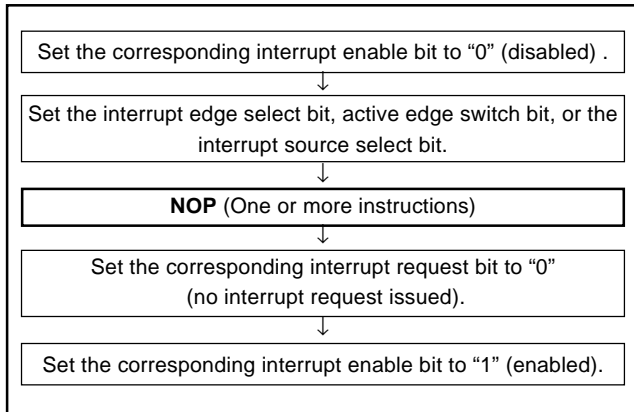 Set the corresponding interrupt enable bit to “0” (disabled) .
↓
Set the interrupt edge select bit, active edge switch bit, or the
interrupt source select bit.
↓
NOP (One or more instructions)
↓
Set the corresponding interrupt request bit to “0”
(no interrupt request issued).
↓
Set the corresponding interrupt enable bit to “1” (enabled).